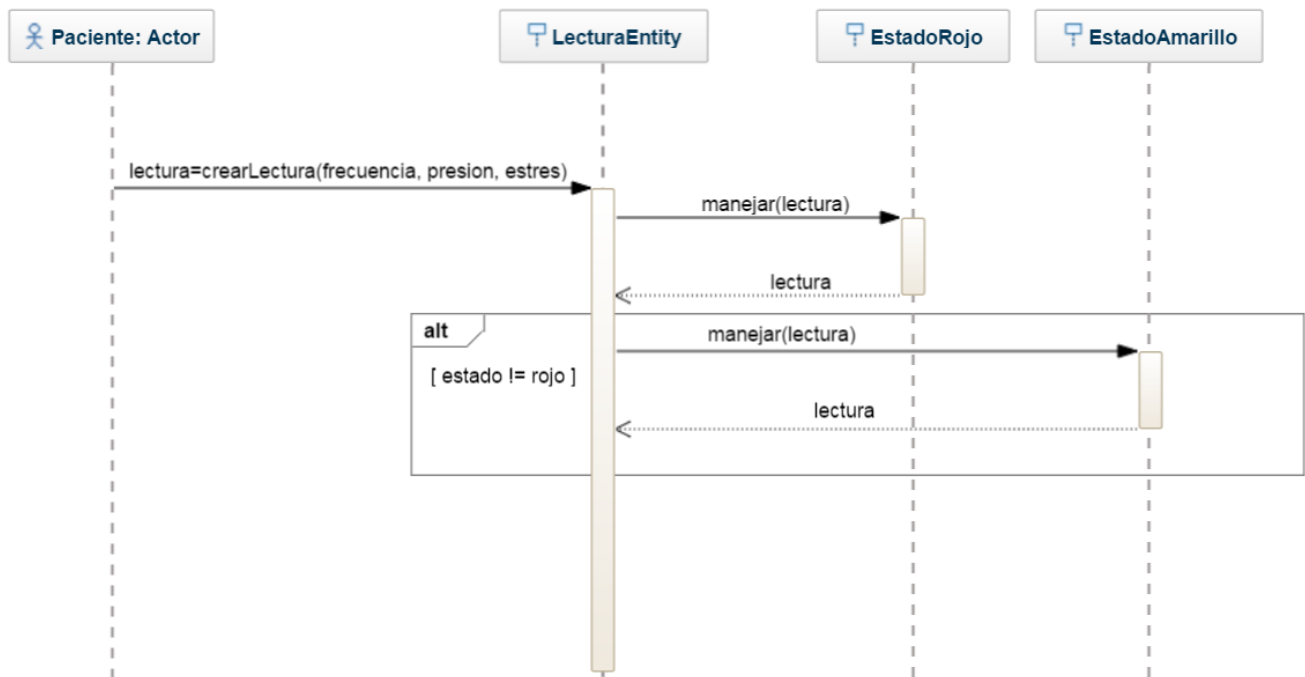 Paciente: Actor
LecturaEntity
EstadoRojo
EstadoAmarillo
lectura=crearLectura(frecuencia, presion, estres)
manejar(lectura)
lectura
alt
manejar(lectura)
[ estado != rojo ]
lectura